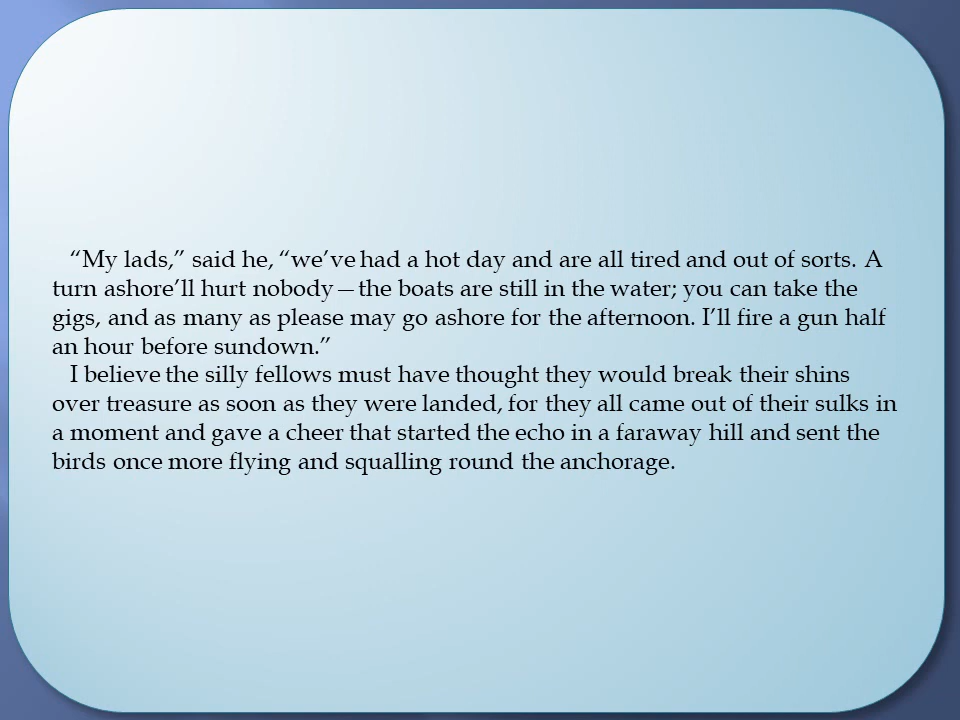 “My lads,” said he, “we’ve had a hot day and are all tired and out of sorts. A
turn ashore’ll hurt nobody—the boats are still in the water; you can take the
gigs, and as many as please may go ashore for the afternoon. I’ll fire a gun half
an hour before sundown.”
I believe the silly fellows must have thought they would break their shins
over treasure as soon as they were landed, for they all came out of their sulks in
a moment and gave a cheer that started the echo in a faraway hill and sent the
birds once more flying and squalling round the anchorage.